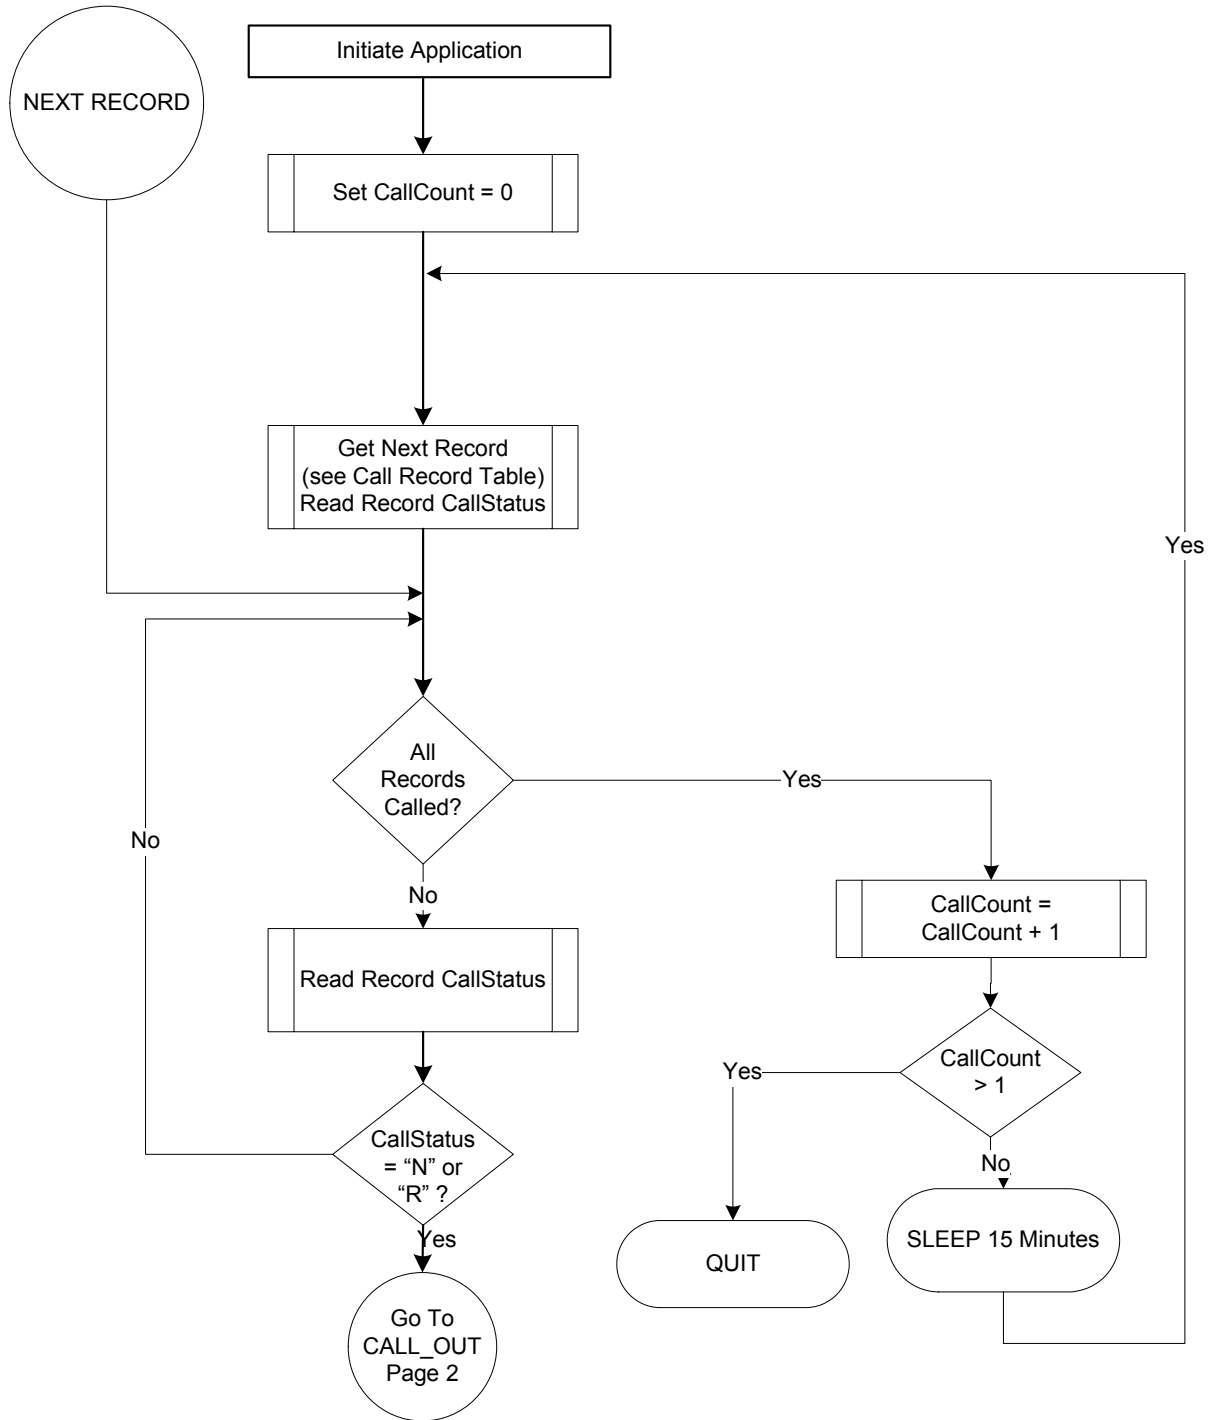 NEXT RECORD
Initiate Application
Set CallCount = 0
Get Next Record
(see Call Record Table)
Read Record CallStatus
Yes
All
Records
Called?
Yes
No
No
CallCount =
CallCount + 1
Read Record CallStatus
CallCount
> 1
Yes
No
CallStatus
= “N” or
“R” ?
Yes
SLEEP 15 Minutes
QUIT
Go To
CALL_OUT
Page 2